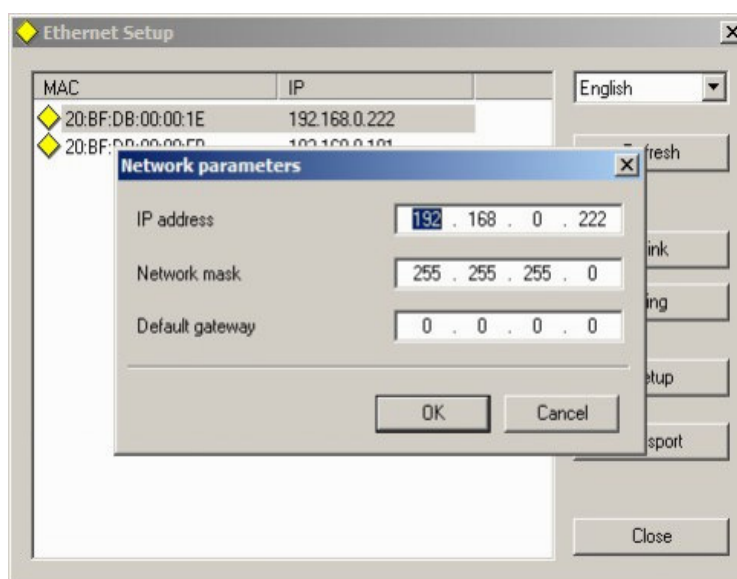 Ethernet Setup
MAC IP
English
20:BF:DB:00:00:1E 192.168.0.222
20:BF:
Network parameters
IP address 192 . 168 . 0 . 222
Network mask 255 . 255 . 255 . 0
Default gateway 0 . 0 . 0 . 0
OK Cancel
Close